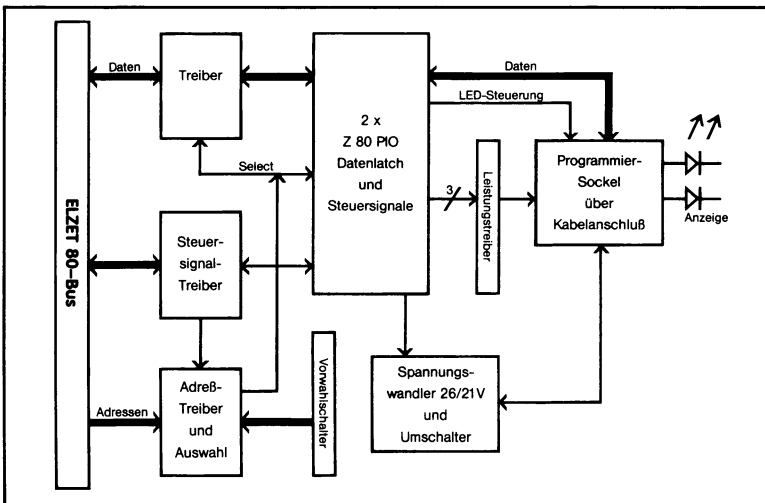 ELZET 80-Bus
Daten
Treiber
Select
Steuer-
signal-
Treiber
Adressen
Adreß-
Treiber
und
Auswahl
Vorwahlschalter
2 x
Z 80 PIO
Datenlatch
und
Steuersignale
Daten
LED-Steuerung
3
Leistungstreiber
Programmier-
Sockel
über
Kabelanschluß
Anzeige
Spannungs-
wandler 26/21V
und
Umschalter